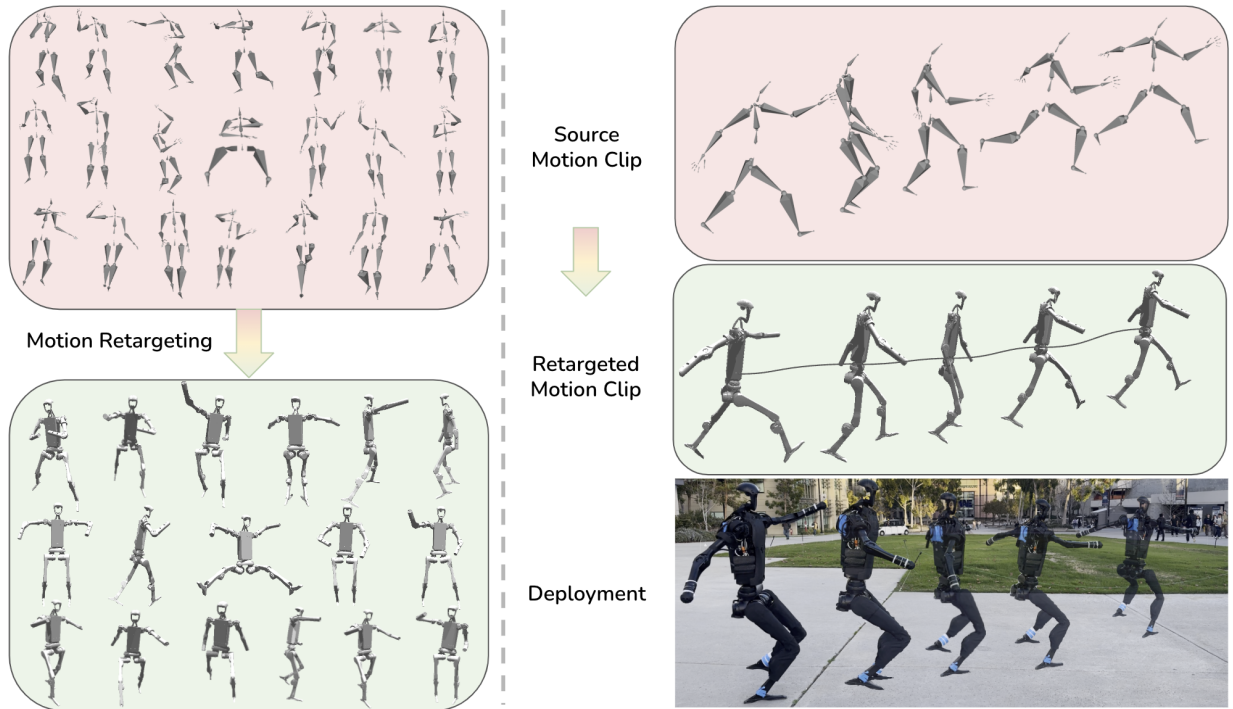 Motion Retargeting
Source
Motion Clip
Retargeted
Motion Clip
Deployment